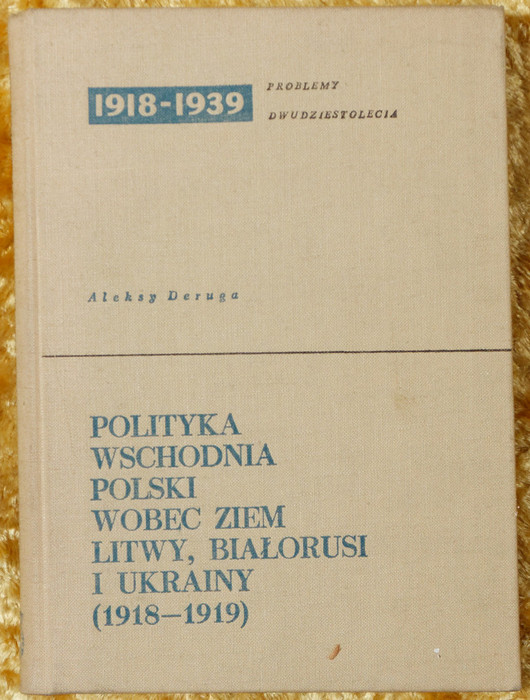 1918-1939
PROBLEMY
DWUDZIESTOLECIA
Aleksy Deruga
POLITYKA
WSCHODNIA
POLSKI
WOBEC ZIEM
LITWY, BIAŁORUSI
I UKRAINY
(1918—1919)